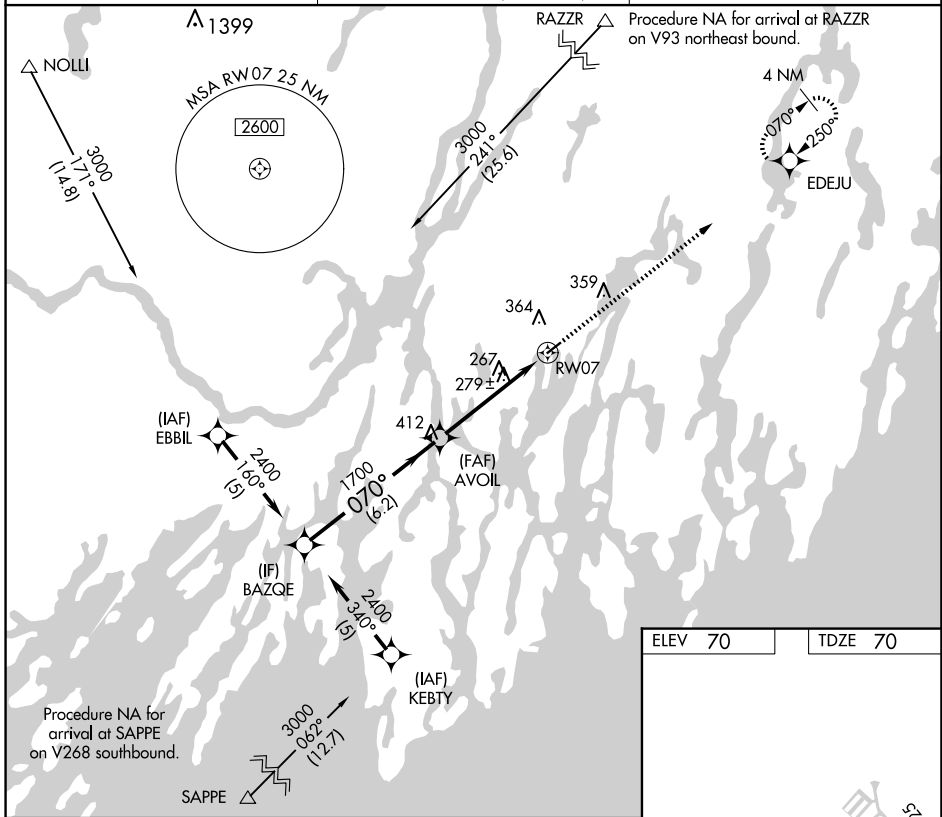 1399
RAZZR
Procedure NA for arrival at RAZZR
on V93 northeast bound.
NOLLI
MSA RW07 25 NM
2600
4 NM
070°
250°
EDEJU
3000
171°
(14.8)
3000
241°
(25.6)
359
364
267
279±
RW07
412
(IAF)
EBBIL
(FAF)
AVOIL
2400
160°
(5)
1700
070°
(6.2)
(IF)
BAZQE
2400
340°
(5)
(IAF)
KEBTY
ELEV 70
TDZE 70
Procedure NA for
arrival at SAPPE
on V268 southbound.
3000
062°
(12.7)
SAPPE
25